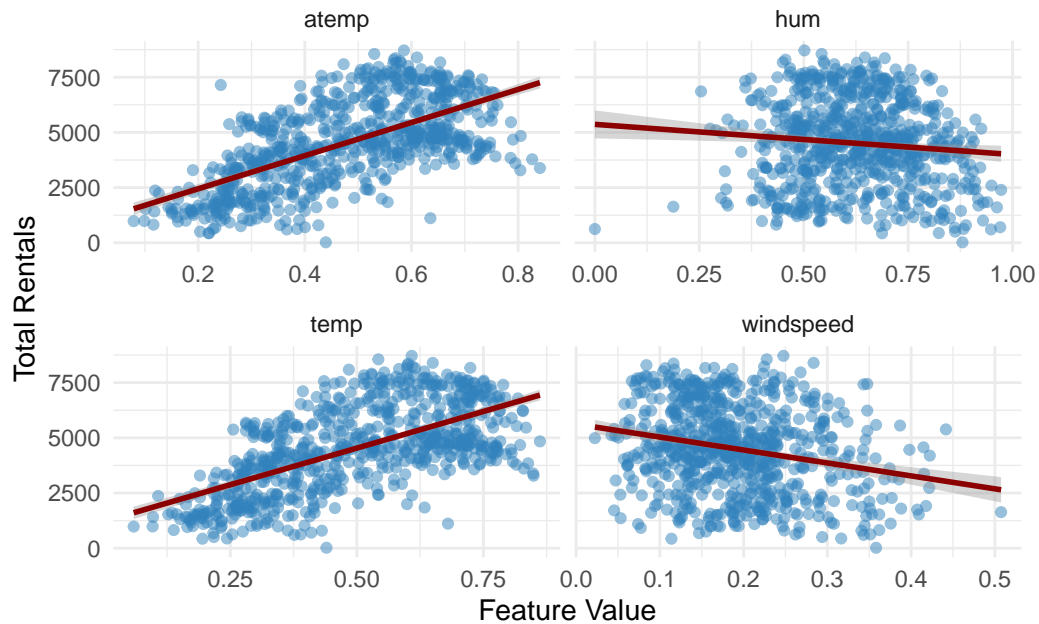 atemp hum
7500
5000
2500
0
0.2 0.4 0.6 0.8 0.00 0.25 0.50 0.75 1.00
Total Rentals
temp windspeed
7500
5000
2500
0
0.25 0.50 0.75 0.0 0.1 0.2 0.3 0.4 0.5
Feature Value